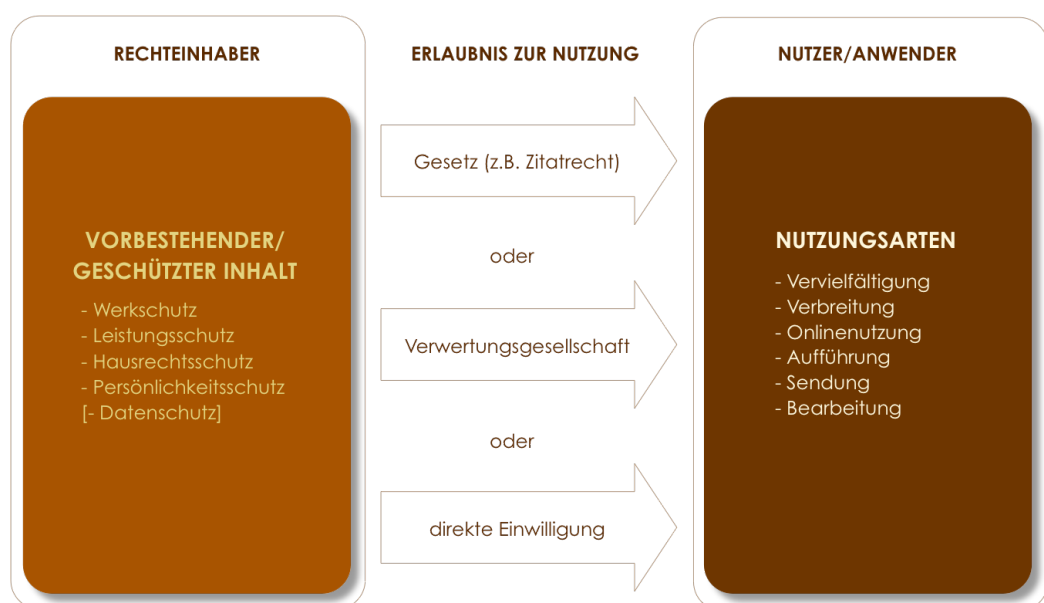 RECHTEINHABER
VORBESTEHENDER/
GESCHÜTZTER INHALT
- Werkschutz
- Leistungsschutz
- Hausrechtsschutz
- Persönlichkeitsschutz
[- Datenschutz]
ERLAUBNIS ZUR NUTZUNG
Gesetz (z.B. Zitatrecht)
oder
Verwertungsgesellschaft
oder
direkte Einwilligung
NUTZER/ANWENDER
NUTZUNGSARTEN
- Vervielfältigung
- Verbreitung
- Onlinenutzung
- Aufführung
- Sendung
- Bearbeitung